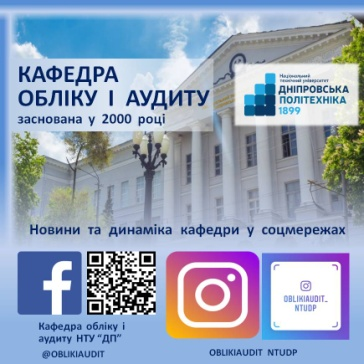 КАФЕДРА
ОБЛІКУ І АУДИТУ
заснована у 2000 році
Національний
технічний університет
ДНІПРОВСЬКА
ПОЛІТЕХНІКА
1899
Новини та динаміка кафедри у соцмережах
Кафедра обліку і
аудиту НТУ "ДП"
@OBLIKIAUDIT
OBLIKIAUDIT_
NTUDP
OBLIKIAUDIT NTUDP